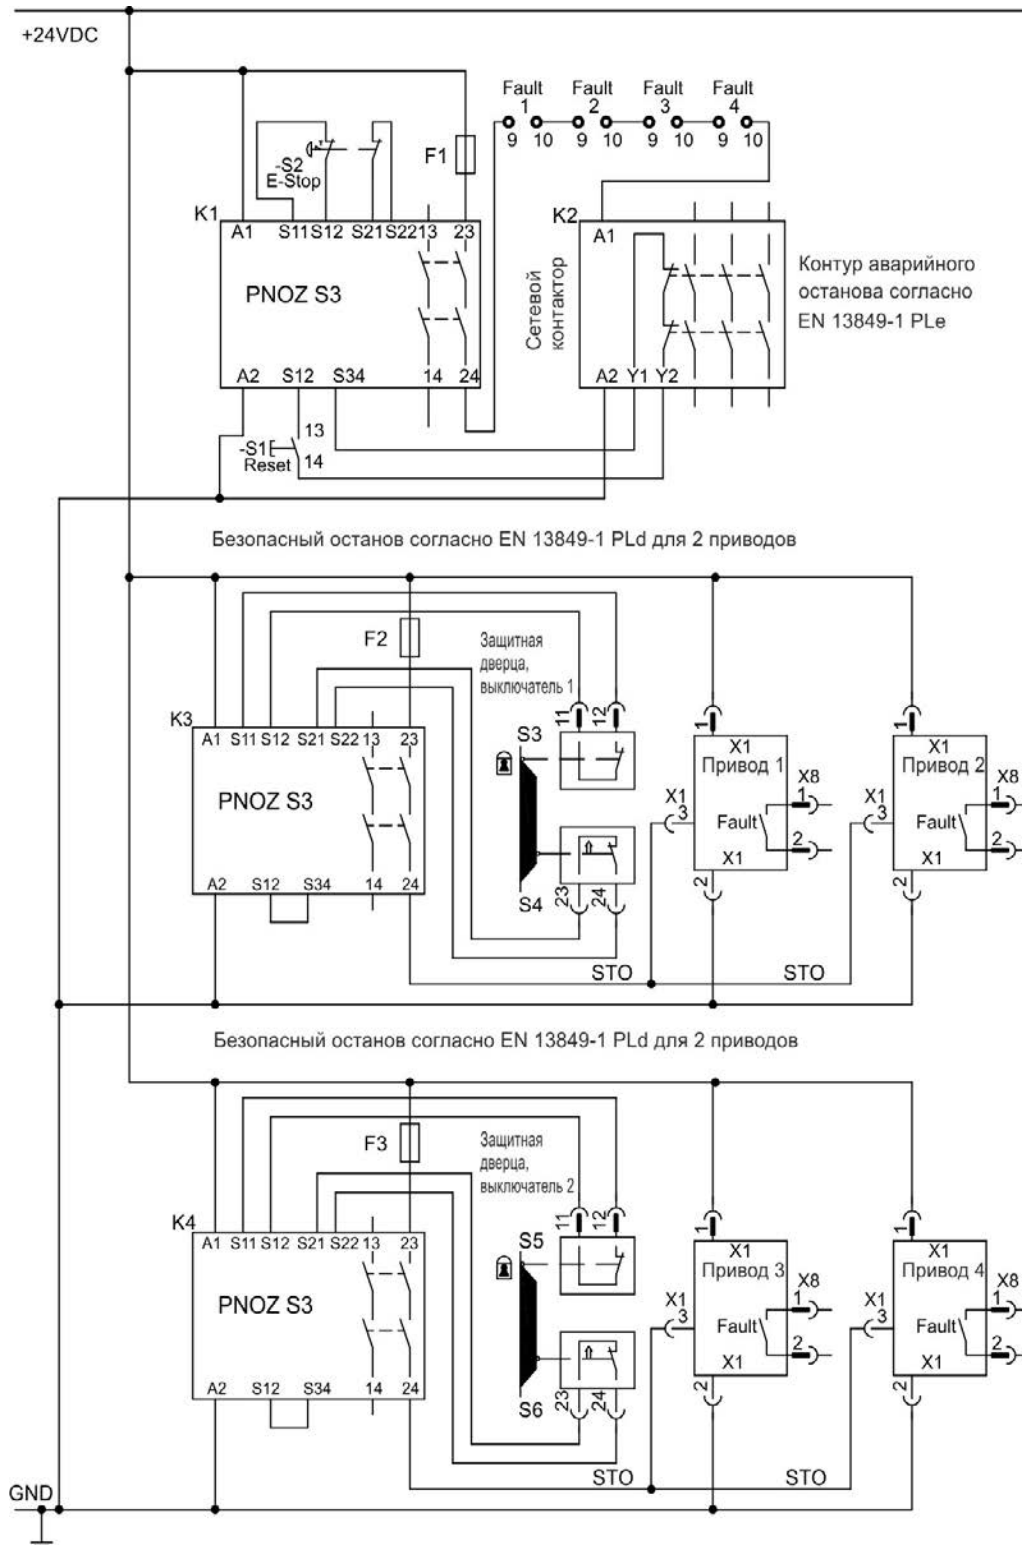 +24VDC
Fault Fault Fault Fault
1 2 3 4
9 10 9 10 9 10 9 10
F1
-S2
E-Stop
K1
A1 S11 S12 S21 S22 13 23
PNOZ S3
A2 S12 S34 14 24
K2
A1
Сетевой
контактор
A2 Y1 Y2
Контур аварийного
останова согласно
EN 13849-1 PLe
13
-S1
14
Reset
Безопасный останов согласно EN 13849-1 PLd для 2 приводов
F2
Защитная
дверца,
выключатель 1
K3
A1 S11 S12 S21 S22 13 23
PNOZ S3
A2 S12 S34 14 24
11 12
S3
S4
23 24
1
X1
Привод 1
X8
X1
3
1
Fault
2
X1
2
1
X1
Привод 2
X8
X1
3
1
Fault
2
X1
2
STO STO
Безопасный останов согласно EN 13849-1 PLd для 2 приводов
F3
Защитная
дверца,
выключатель 2
K4
A1 S11 S12 S21 S22 13 23
PNOZ S3
A2 S12 S34 14 24
11 12
S5
S6
23 24
1
X1
Привод 3
X8
X1
3
1
Fault
2
X1
2
1
X1
Привод 4
X8
X1
3
1
Fault
2
X1
2
STO STO
GND